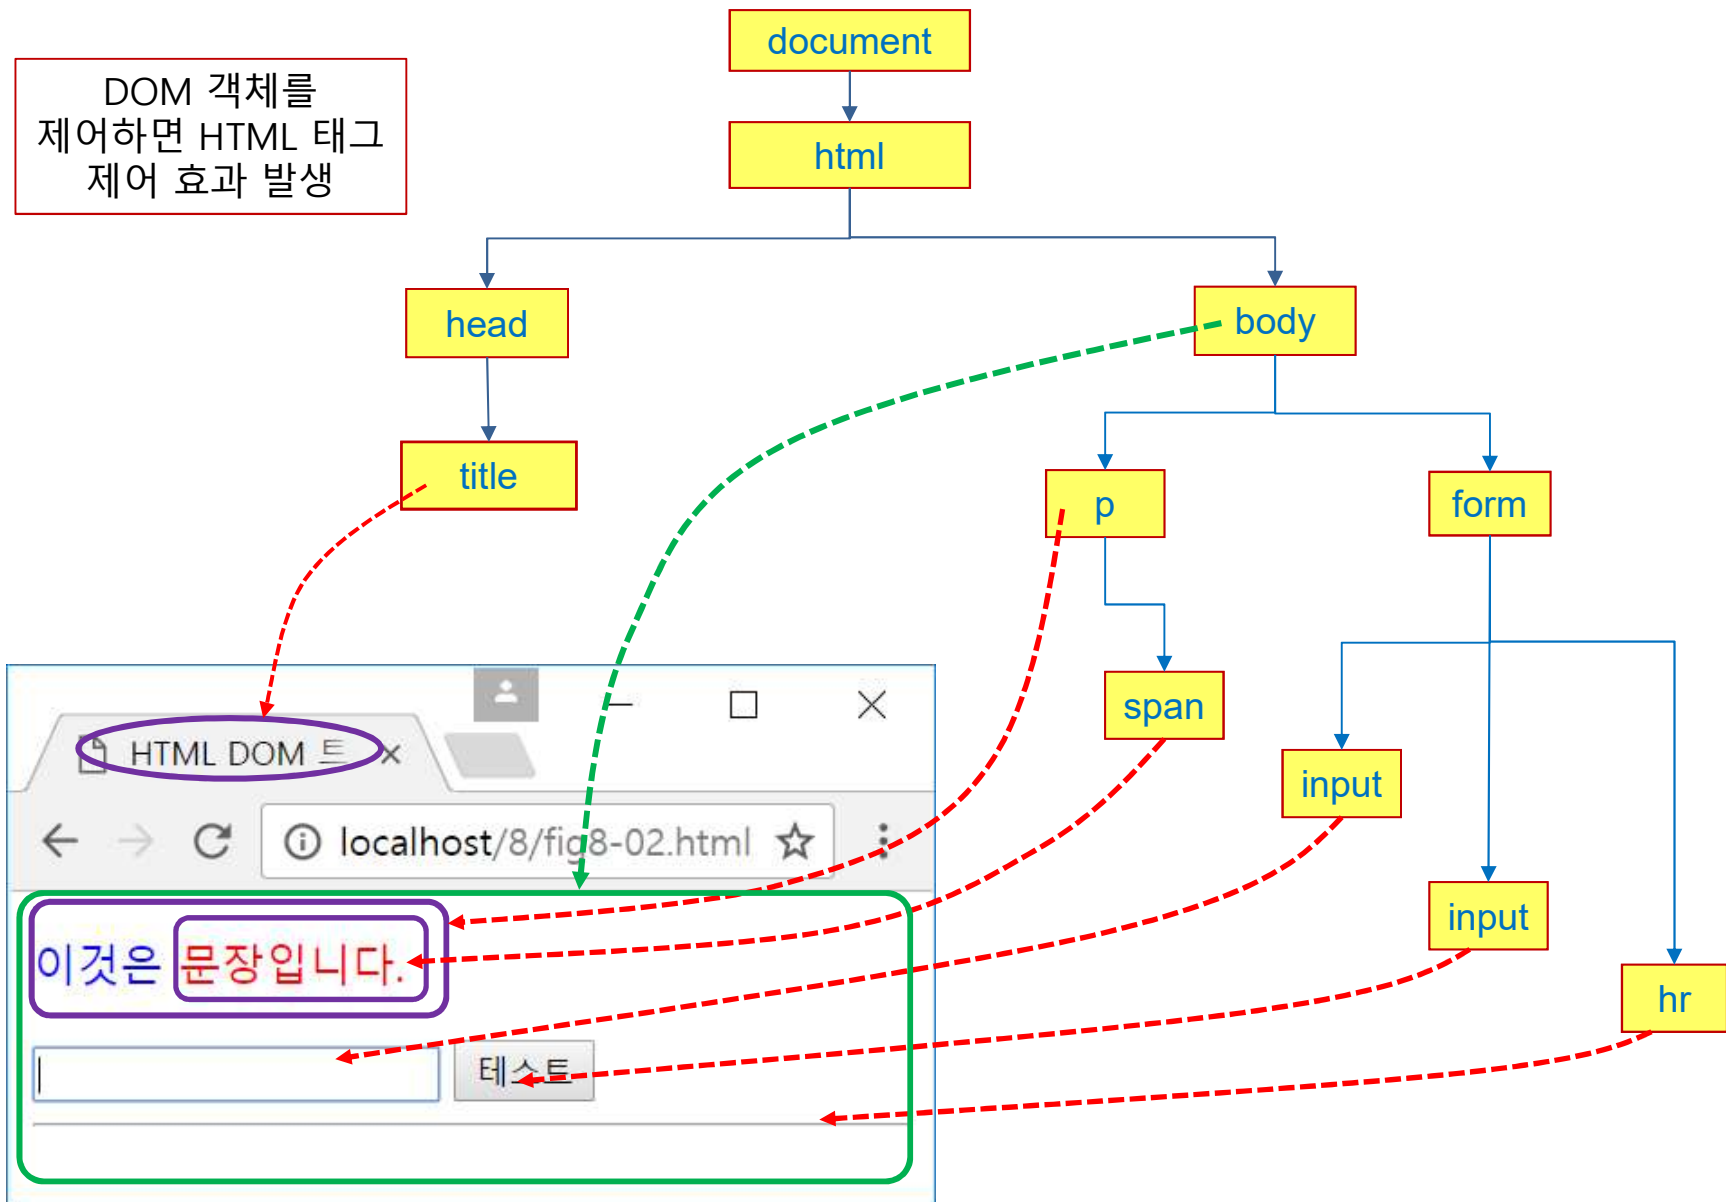 document
DOM 객체를
제어하면 HTML 태그
제어 효과 발생
html
head
body
title
p
form
span
input
input
hr
HTML DOM 트
localhost/8/fig8-02.html
이것은 문장입니다.
테스트